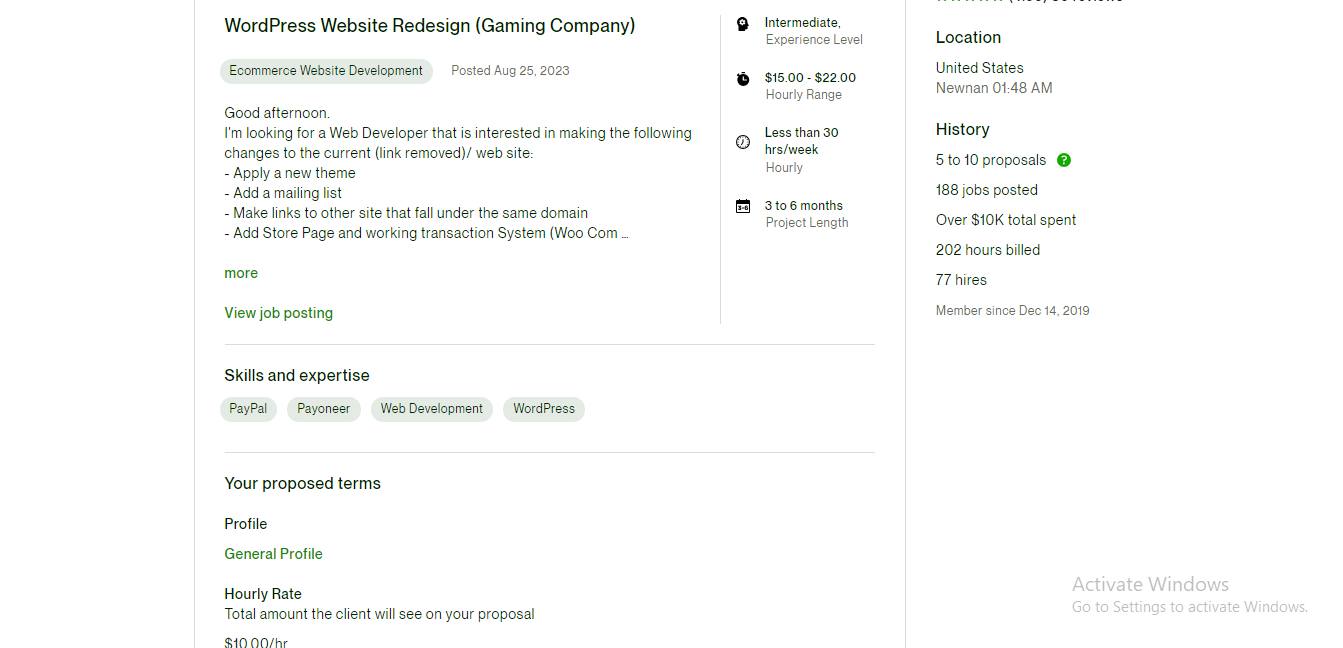 WordPress Website Redesign (Gaming Company)
Ecommerce Website Development
Posted Aug 25, 2023
Good afternoon.
I'm looking for a Web Developer that is interested in making the following
changes to the current (link removed)/ web site:
- Apply a new theme
- Add a mailing list
- Make links to other site that fall under the same domain
- Add Store Page and working transaction System (Woo Com ...
more
View job posting
Intermediate,
Experience Level
$15.00 - $22.00
Hourly Range
Less than 30
hrs/week
Hourly
3-6
3 to 6 months
Project Length
Skills and expertise
PayPal
Payoneer
Web Development
WordPress
Your proposed terms
Profile
General Profile
Hourly Rate
Total amount the client will see on your proposal
$10.00/hr
Location
United States
Newnan 01:48 AM
History
5 to 10 proposals ?
188 jobs posted
Over $10K total spent
202 hours billed
77 hires
Member since Dec 14, 2019
Activate Windows
Go to Settings to activate Windows.